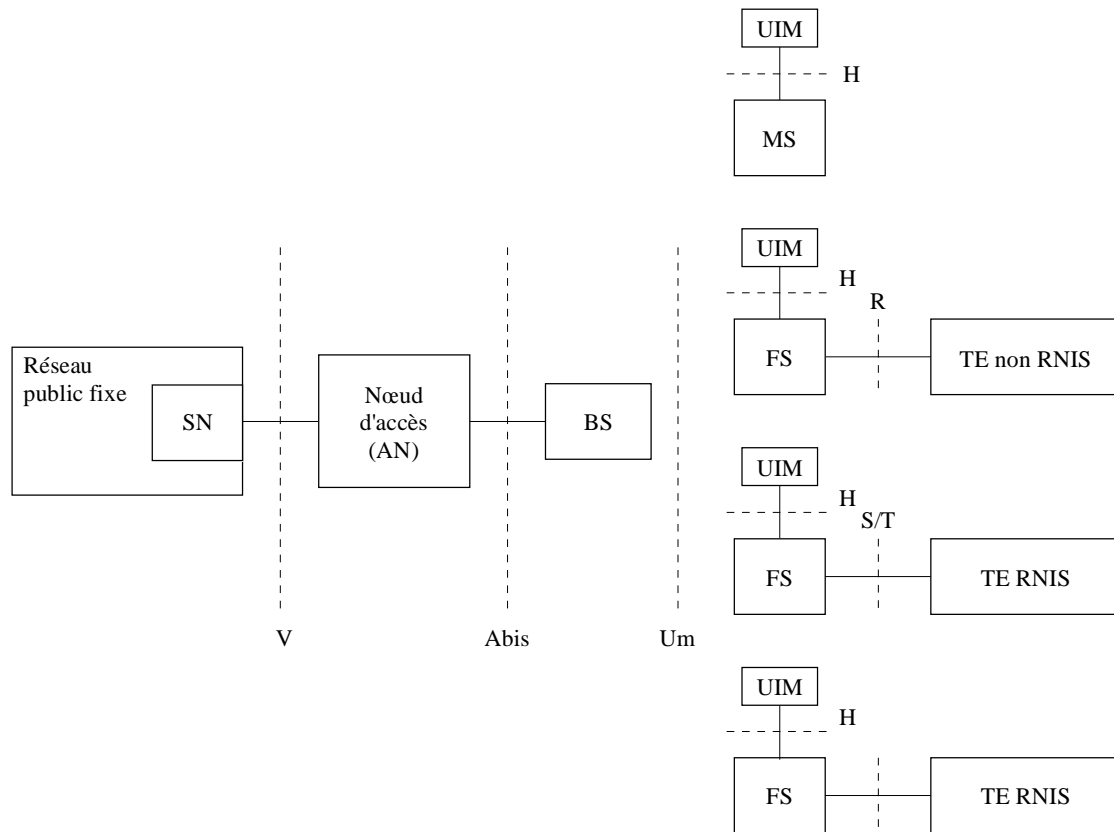 UIM
H
MS
UIM
H
R
FS
TE non RNIS
Réseau
public fixe
SN
Nœud
d'accès
(AN)
BS
UIM
H
S/T
FS
TE RNIS
V
Abis
Um
UIM
H
FS
TE RNIS